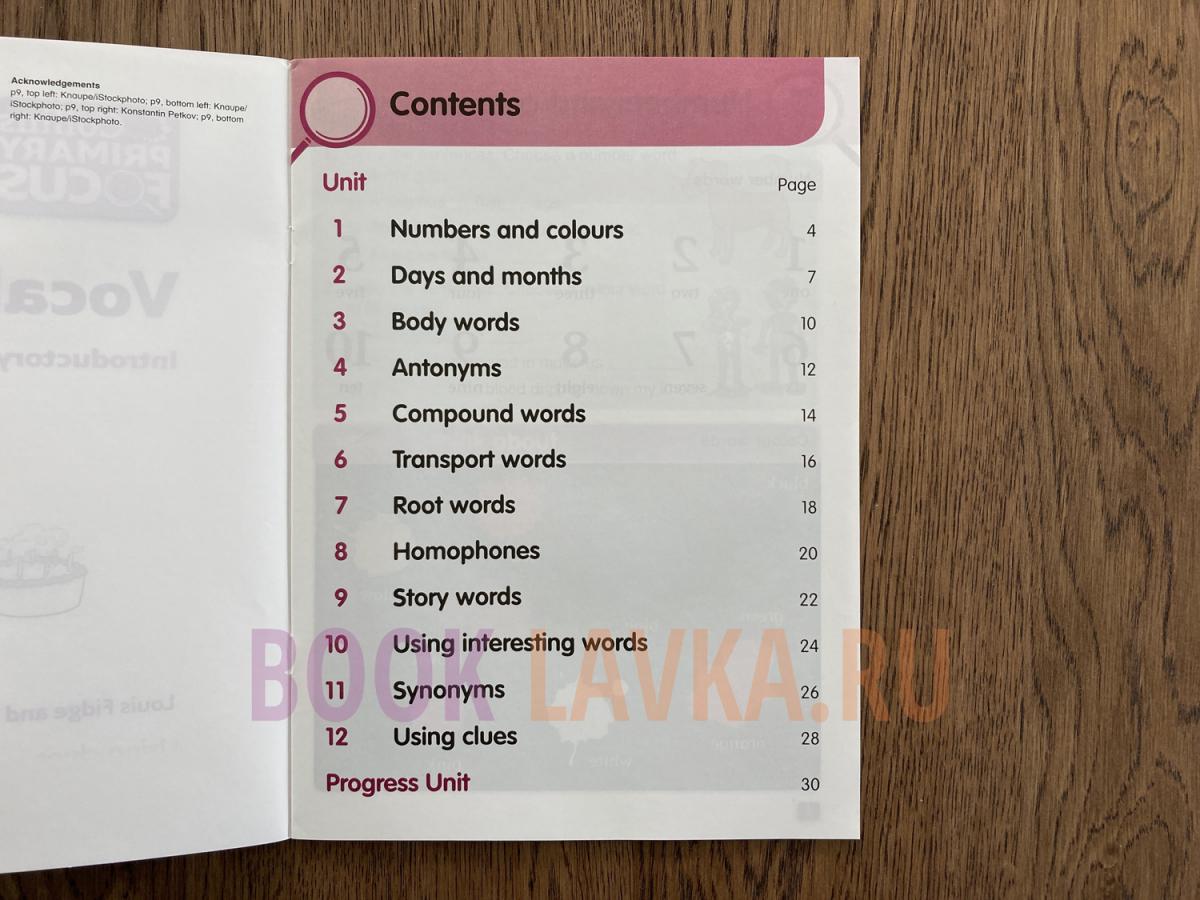 Acknowledgements
p9, top left: Knaupe/iStockphoto; p9, bottom left: Knaupe/
iStockphoto; p9, top right: Konstantin Petkov; p9, bottom
right: Knaupe/iStockphoto.
Contents
Unit Page
1 Numbers and colours 4
2 Days and months 7
3 Body words 10
4 Antonyms 12
5 Compound words 14
6 Transport words 16
7 Root words 18
8 Homophones 20
9 Story words 22
10 Using interesting words 24
BOOK LAVKA.RU
11 Synonyms 26
12 Using clues 28
Progress Unit 30